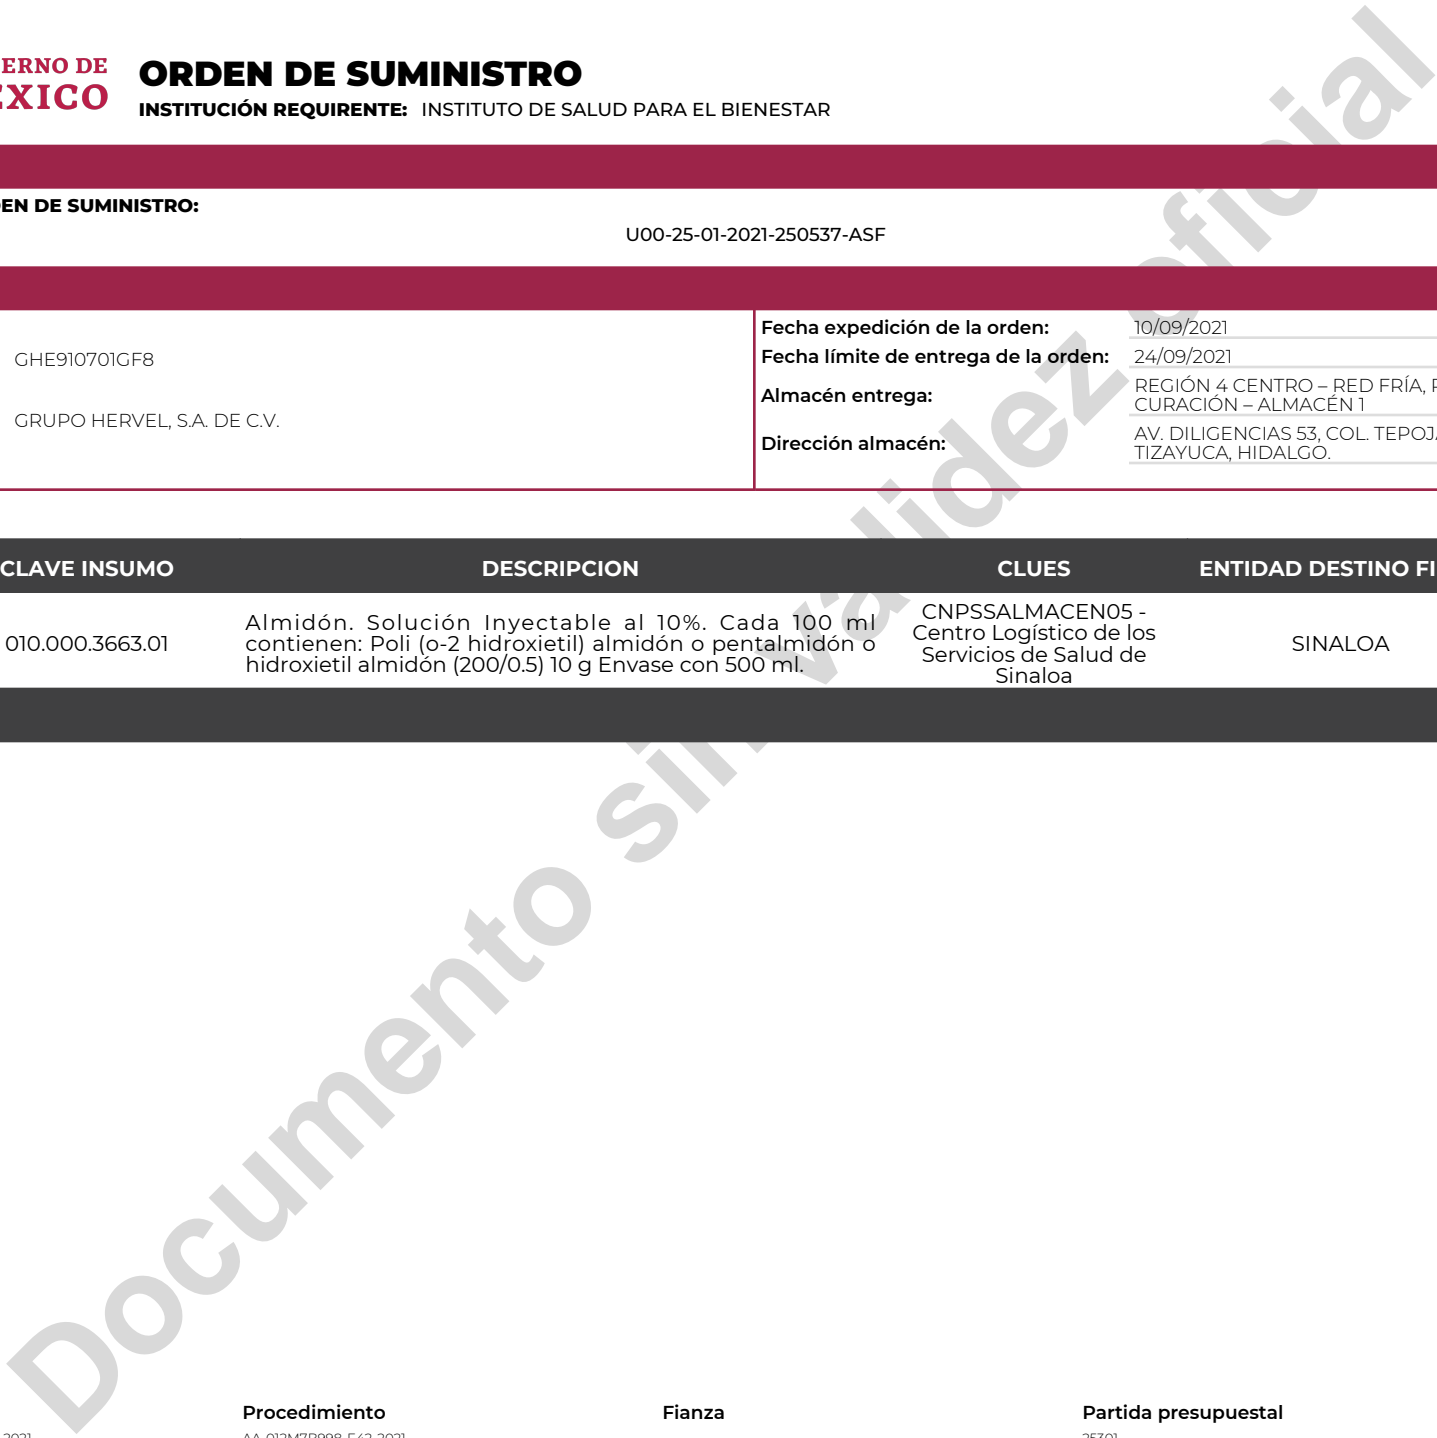 ERNO DE
ORDEN DE SUMINISTRO
XICO
INSTITUCIÓN REQUIRENTE: INSTITUTO DE SALUD PARA EL BIENESTAR
EN DE SUMINISTRO:
U00-25-01-2021-250537-ASF
Fecha expedición de la orden: 10/09/2021
GHE910701GF8
Fecha límite de entrega de la orden: 24/09/2021
Almacén entrega: REGIÓN 4 CENTRO – RED FRÍA,
CURACIÓN – ALMACÉN 1
GRUPO HERVEL, S.A. DE C.V.
Dirección almacén: AV. DILIGENCIAS 53, COL. TEPOJA
TIZAYUCA, HIDALGO.
CLAVE INSUMO DESCRIPCION CLUES ENTIDAD DESTINO FI
010.000.3663.01
Almidón. Solución Inyectable al 10%. Cada 100 ml
contienen: Poli (o-2 hidroxietil) almidón o pentalmidón o
hidroxietil almidón (200/0.5) 10 g Envase con 500 ml.
CNPSSALMACEN05 -
Centro Logístico de los
Servicios de Salud de
Sinaloa
SINALOA
Documento sin validez oficial
Procedimiento Fianza Partida presupuestal